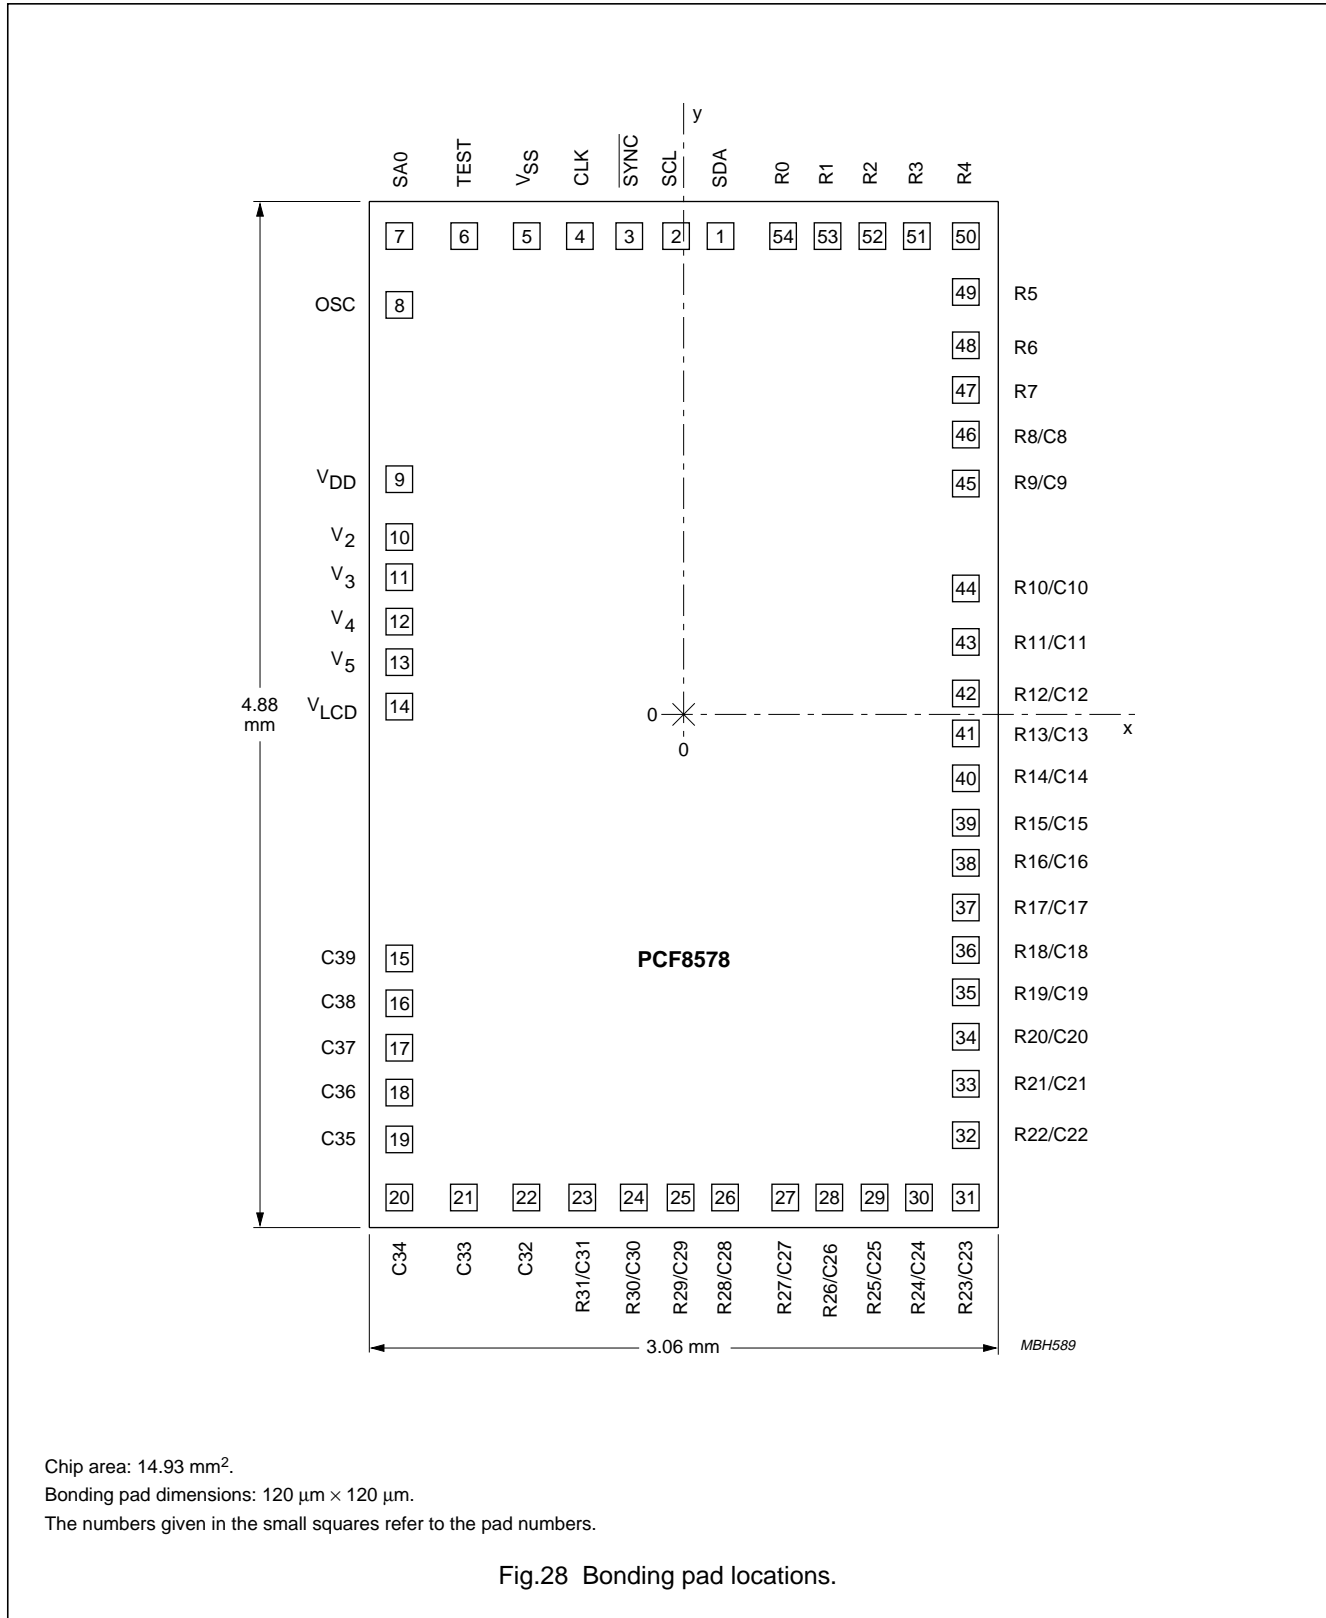 y
SA0 TEST VSS CLK SYNC SCL SDA R0 R1 R2 R3 R4
7 6 5 4 3 2 1 54 53 52 51 50
49 R5
OSC 8
48 R6
47 R7
46 R8/C8
VDD 9 45 R9/C9
V2 10
V3 11 44 R10/C10
V4 12
43 R11/C11
V5 13
42 R12/C12
4.88
mm
VLCD 14
0
x
41 R13/C13
0
40 R14/C14
39 R15/C15
38 R16/C16
37 R17/C17
36 R18/C18
C39 15 PCF8578
35 R19/C19
C38 16
34 R20/C20
C37 17
33 R21/C21
C36 18
32 R22/C22
C35 19
20 21 22 23 24 25 26 27 28 29 30 31
C34 C33 C32 R31/C31 R30/C30 R29/C29 R28/C28 R27/C27 R26/C26 R25/C25 R24/C24 R23/C23
3.06 mm
MBH589
Chip area: 14.93 mm2.
Bonding pad dimensions: 120 µm × 120 µm.
The numbers given in the small squares refer to the pad numbers.
Fig.28 Bonding pad locations.